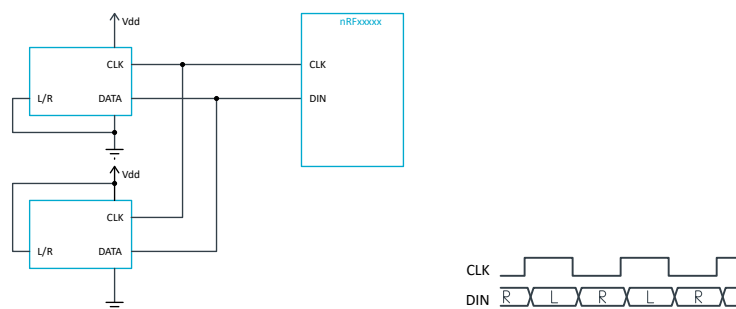 Vdd
nRFxxxxx
CLK
CLK
L/R
DATA
DIN
Vdd
CLK
L/R
DATA
CLK
DIN
R
L
R
L
R